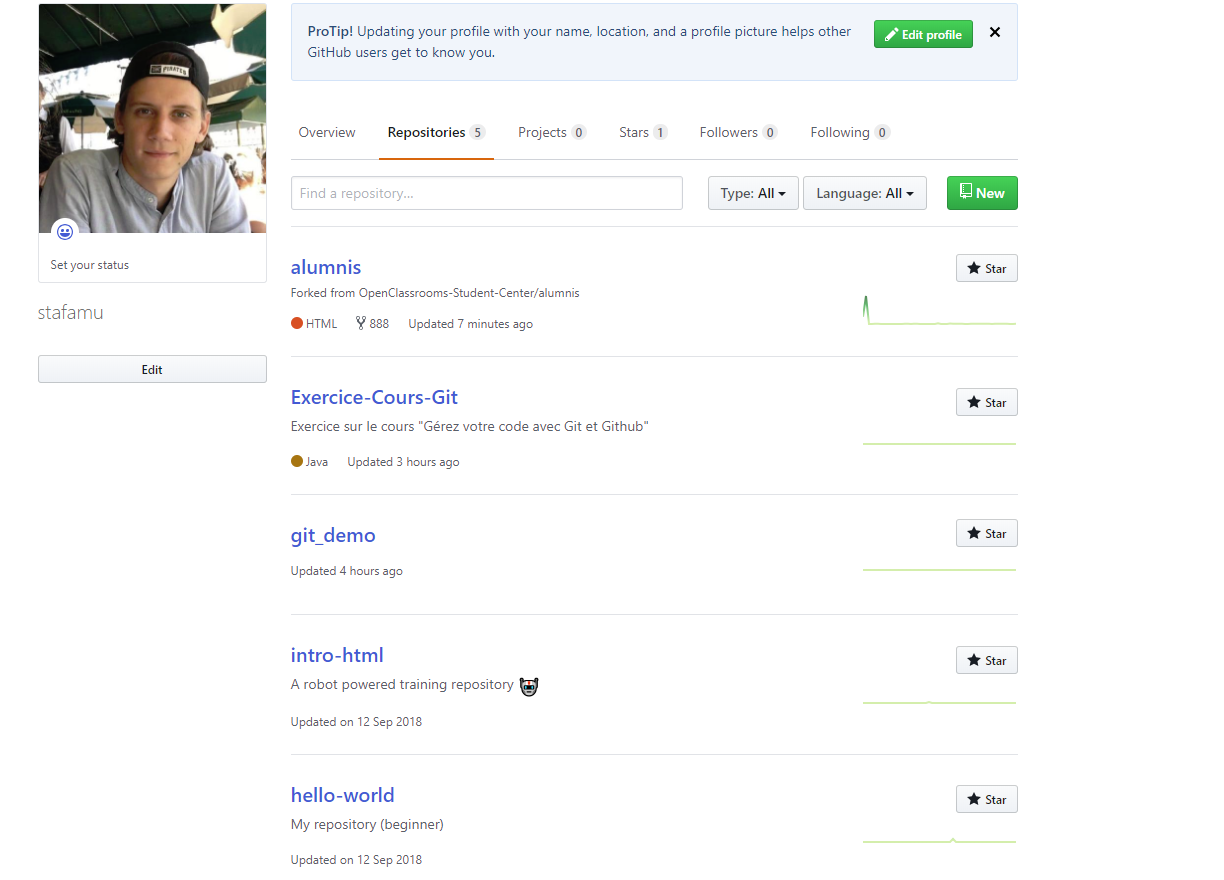 PIRATES
Set your status
stafamu
Edit
ProTip! Updating your profile with your name, location, and a profile picture helps other
GitHub users get to know you.
Edit profile
Overview Repositories 5 Projects 0 Stars 1 Followers 0 Following 0
Find a repository...
Type: All Language: All New
alumnis
Star
Forked from OpenClassrooms-Student-Center/alumnis
HTML 888 Updated 7 minutes ago
Exercice-Cours-Git
Star
Exercice sur le cours "Gérez votre code avec Git et Github"
Java Updated 3 hours ago
git_demo
Star
Updated 4 hours ago
intro-html
Star
A robot powered training repository
Updated on 12 Sep 2018
hello-world
Star
My repository (beginner)
Updated on 12 Sep 2018